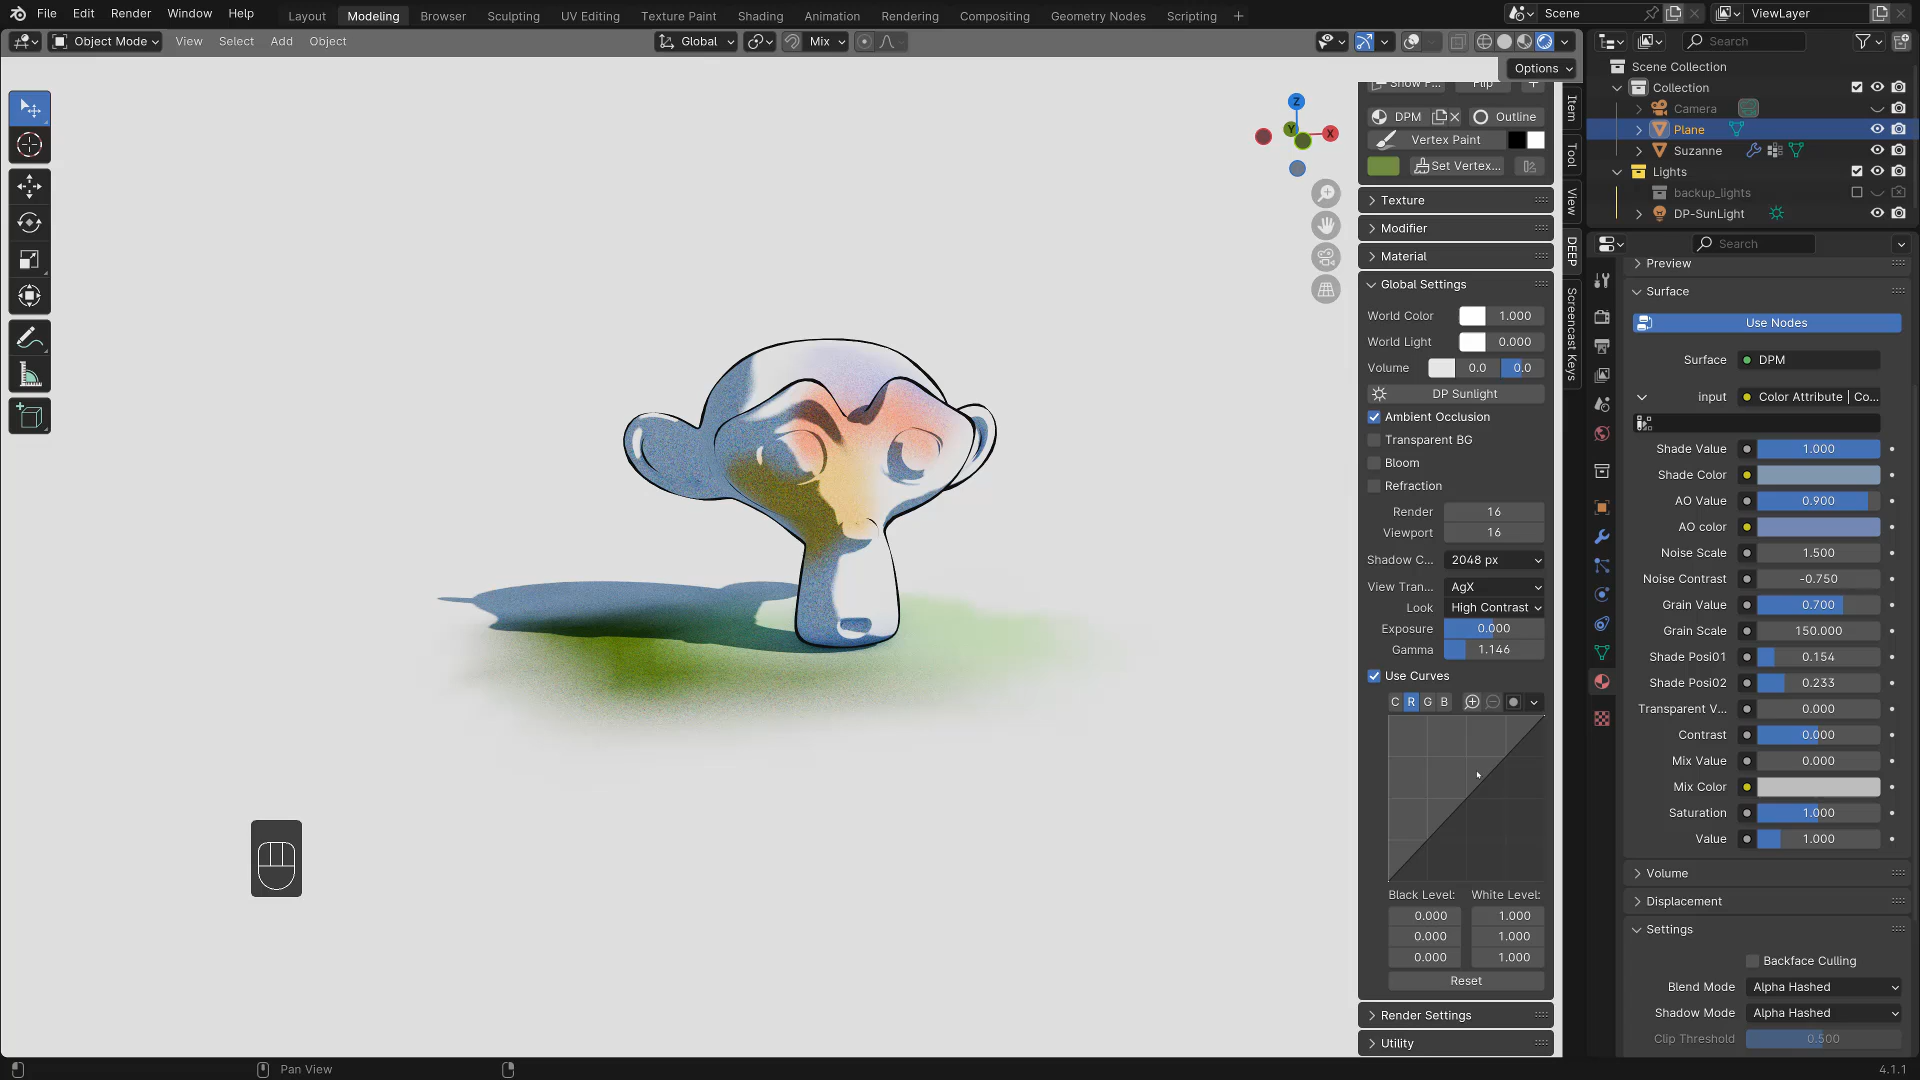 File Edit Render Window Help Layout Modeling Browser Sculpting UV Editing Texture Paint Shading Animation Rendering Compositing Geometry Nodes Scripting + Scene ViewLayer
Object Mode View Select Add Object Global Mix Search
Options
Scene Collection
Collection
Camera
Plane
Suzanne
Lights
backup_lights
DP-SunLight
Z
Y
X
Item
Tool
View
DEEP
Screencast Keys
Flip
DPM Outline
Vertex Paint
Set Vertex...
Texture
Modifier
Material
Global Settings
World Color 1.000
World Light 0.000
Volume 0.0 0.0
DP Sunlight
Ambient Occlusion
Transparent BG
Bloom
Refraction
Render 16
Viewport 16
Shadow C... 2048 px
View Tran... AgX
Look High Contrast
Exposure 0.000
Gamma 1.146
Use Curves
C R G B
Black Level: White Level:
0.000 1.000
0.000 1.000
0.000 1.000
Reset
Render Settings
Utility
Search
Preview
Surface
Use Nodes
Surface DPM
input Color Attribute | Co...
Shade Value 1.000
Shade Color
AO Value 0.900
AO color
Noise Scale 1.500
Noise Contrast -0.750
Grain Value 0.700
Grain Scale 150.000
Shade Posi01 0.154
Shade Posi02 0.233
Transparent V... 0.000
Contrast 0.000
Mix Value 0.000
Mix Color
Saturation 1.000
Value 1.000
Volume
Displacement
Settings
Backface Culling
Blend Mode Alpha Hashed
Shadow Mode Alpha Hashed
Clip Threshold 0.500
Pan View 4.1.1